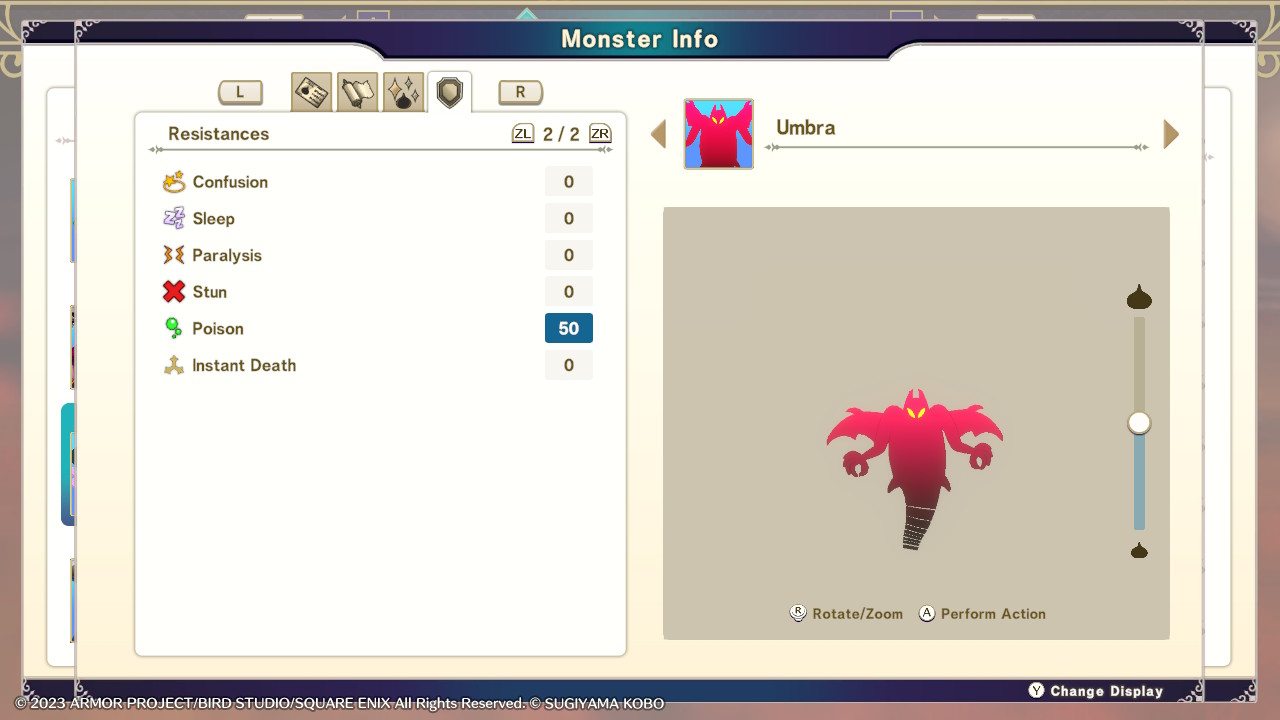 Monster Info
L
R
Resistances
ZL 2 / 2 ZR
Umbra
Confusion 0
Sleep 0
Paralysis 0
Stun 0
Poison 50
Instant Death 0
R Rotate/Zoom A Perform Action
Y Change Display
© 2023 ARMOR PROJECT/BIRD STUDIO/SQUARE ENIX All Rights Reserved. © SUGIYAMA KOBO